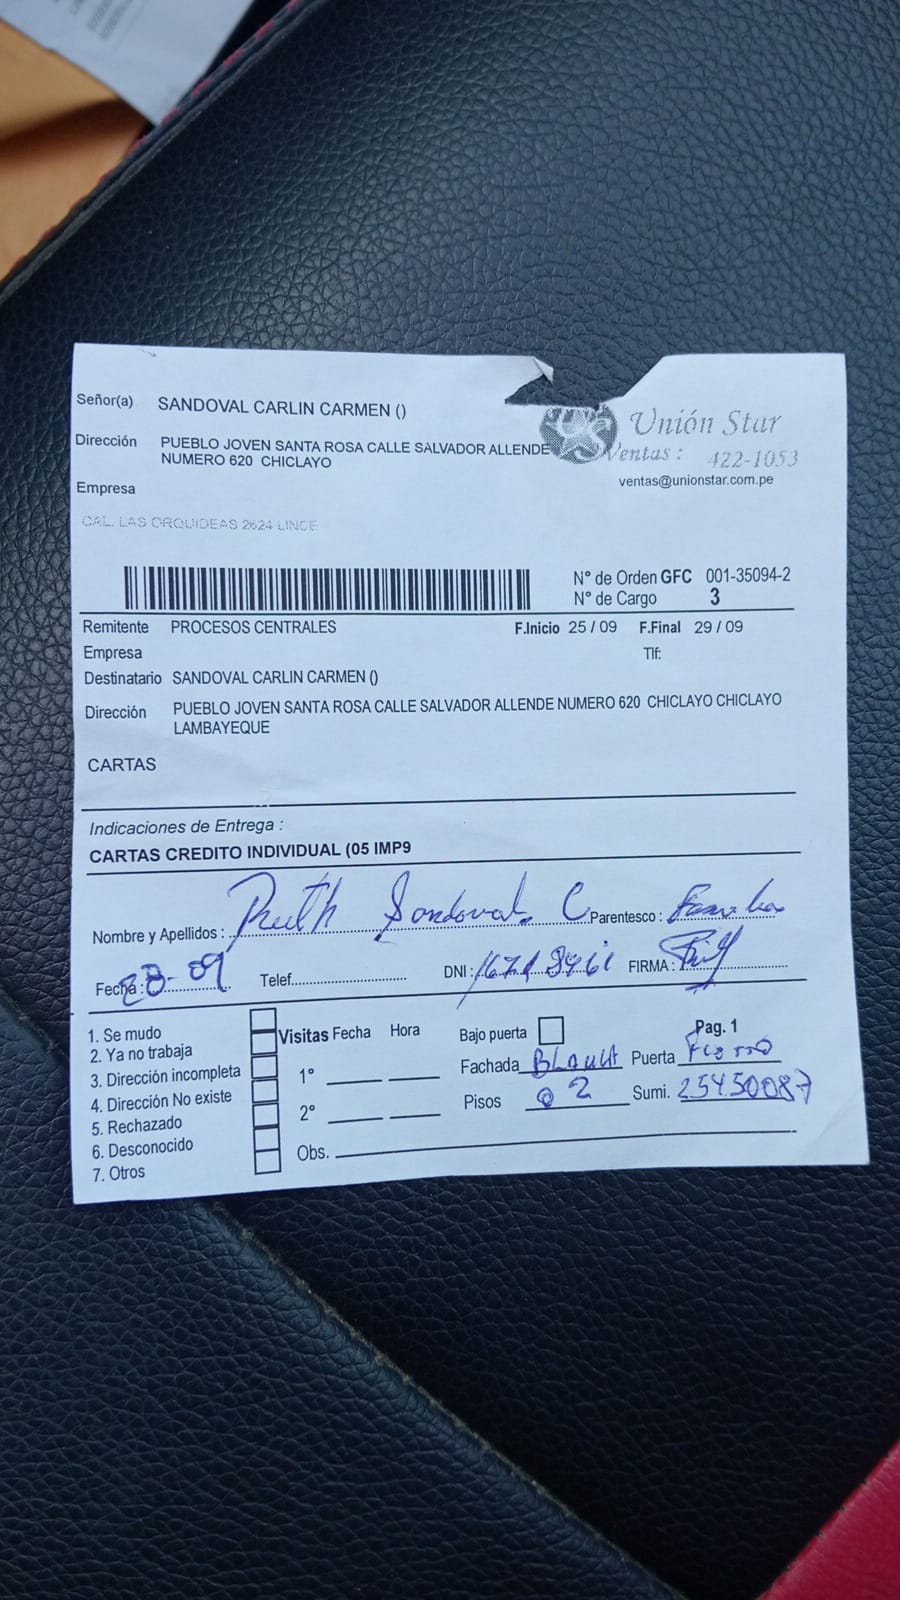 Señor(a) SANDOVAL CARLIN CARMEN ()
Dirección PUEBLO JOVEN SANTA ROSA CALLE SALVADOR ALLENDE
NUMERO 620 CHICLAYO
Empresa
CAL. LAS ORQUIDEAS 2624 LINCE
Unión Star
Ventas : 422-1053
ventas@unionstar.com.pe
N° de Orden GFC 001-35094-2
N° de Cargo 3
Remitente PROCESOS CENTRALES F.Inicio 25 / 09 F.Final 29 / 09
Empresa Tlf:
Destinatario SANDOVAL CARLIN CARMEN ()
Dirección PUEBLO JOVEN SANTA ROSA CALLE SALVADOR ALLENDE NUMERO 620 CHICLAYO CHICLAYO
LAMBAYEQUE
CARTAS
Indicaciones de Entrega :
CARTAS CREDITO INDIVIDUAL (05 IMP9
Nombre y Apellidos : Ruth Sandoval C Parentesco :
Fecha : 28-09 Telef. DNI : FIRMA :
1. Se mudo
2. Ya no trabaja
3. Dirección incompleta
4. Dirección No existe
5. Rechazado
6. Desconocido
7. Otros
Visitas Fecha Hora
1°
2°
Obs.
Bajo puerta Pag. 1
Fachada Puerta Fierro
Pisos 02 Sumi. 25450087